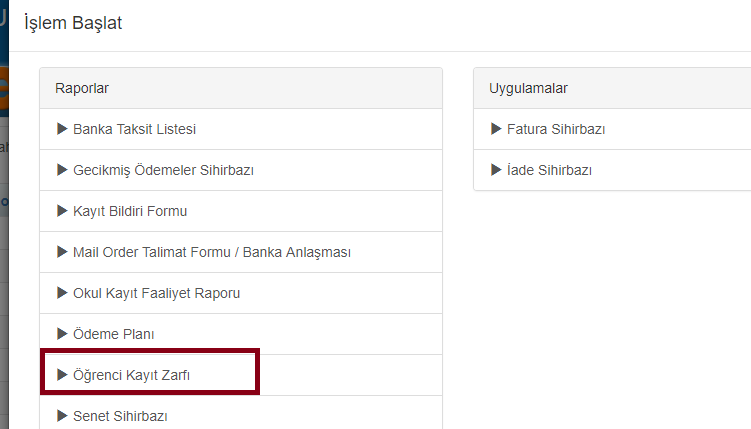 İşlem Başlat
Raporlar
Banka Taksit Listesi
Gecikmiş Ödemeler Sihirbazı
Kayıt Bildiri Formu
Mail Order Talimat Formu / Banka Anlaşması
Okul Kayıt Faaliyet Raporu
Ödeme Planı
Öğrenci Kayıt Zarfı
Senet Sihirbazı
Uygulamalar
Fatura Sihirbazı
İade Sihirbazı